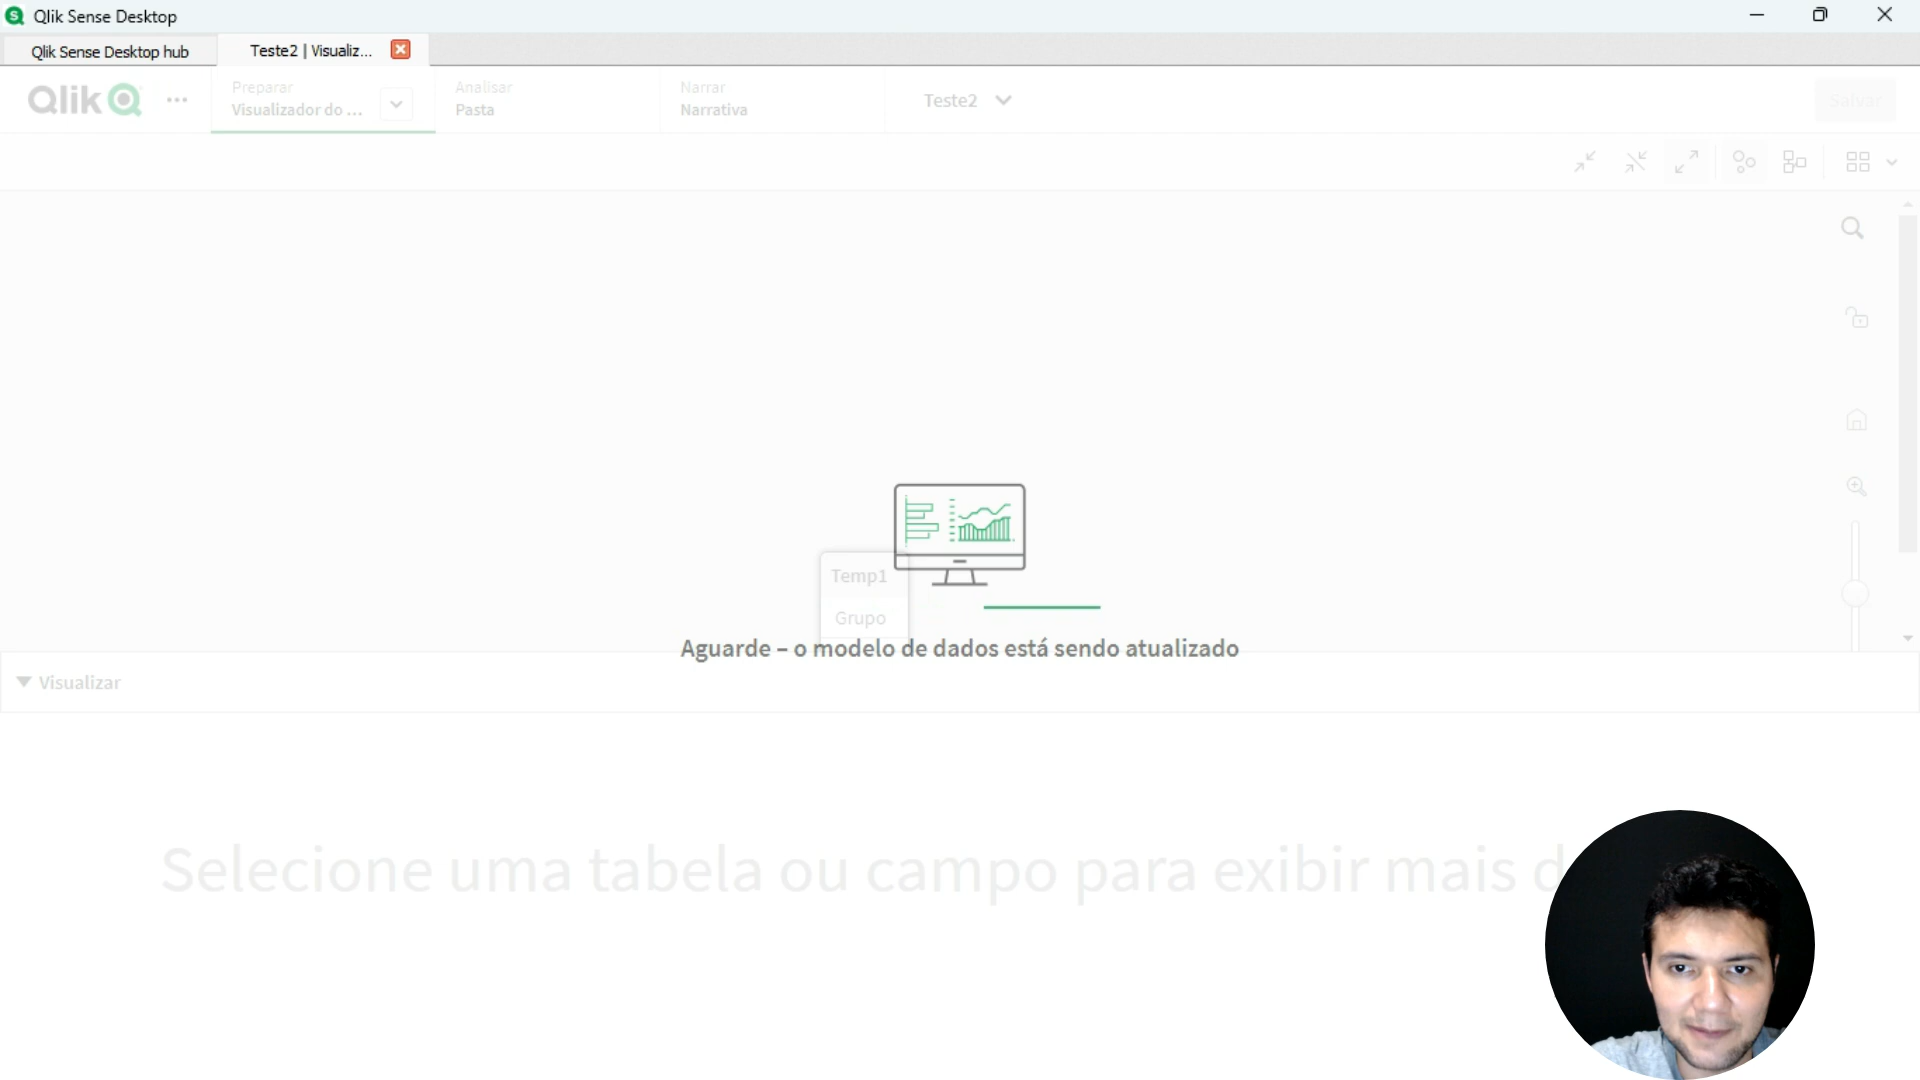 Qlik Sense Desktop
Qlik Sense Desktop hub
Teste2 | Visualiz...
Qlik
Preparar
Visualizador do ...
Analisar
Pasta
Narrar
Narrativa
Teste2
Salvar
Temp1
Grupo
Aguarde – o modelo de dados está sendo atualizado
Visualizar
Selecione uma tabela ou campo para exibir mais d